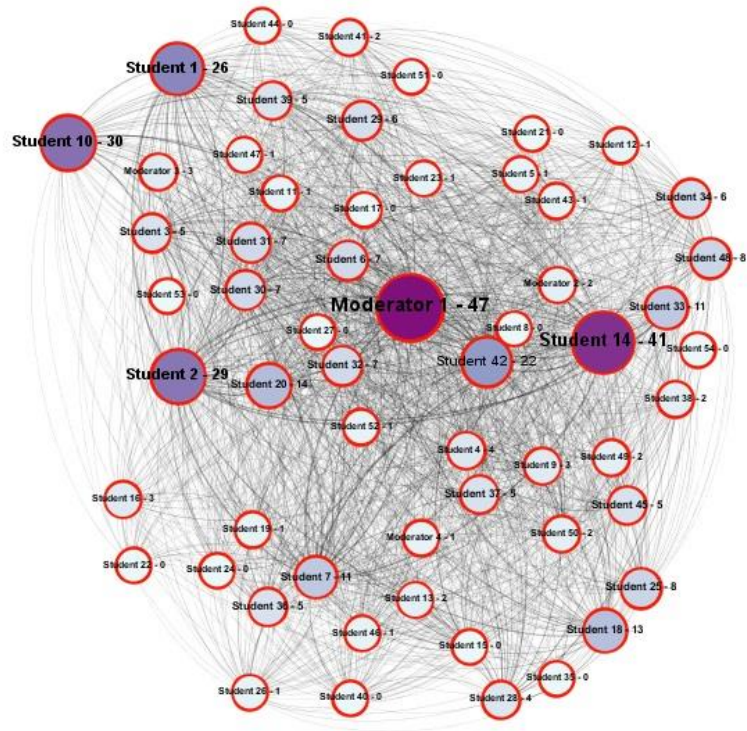 Student 44 - 0
Student 41 - 2
Student 1 - 26
Student 51 - 0
Student 39 - 5
Student 29 - 6
Student 10 - 30
Student 21 - 0
Student 12 - 1
Student 47 - 1
Moderator 3 - 3
Student 23 - 1
Student 5 - 1
Student 11 - 1
Student 43 - 1
Student 34 - 6
Student 17 - 0
Student 3 - 5
Student 31 - 7
Student 6 - 7
Student 48 - 8
Student 53 - 0
Student 30 - 7
Moderator 2 - 2
Moderator 1 - 47
Student 33 - 11
Student 27 - 0
Student 8 - 0
Student 14 - 41
Student 54 - 0
Student 42 - 22
Student 32 - 7
Student 2 - 29
Student 20 - 14
Student 38 - 2
Student 52 - 1
Student 4 - 4
Student 9 - 3
Student 49 - 2
Student 37 - 5
Student 16 - 3
Student 45 - 5
Student 19 - 1
Student 50 - 2
Moderator 4 - 1
Student 22 - 0
Student 24 - 0
Student 7 - 11
Student 25 - 8
Student 13 - 2
Student 18 - 13
Student 46 - 1
Student 15 - 0
Student 35 - 0
Student 26 - 1
Student 40 - 0
Student 28 - 4